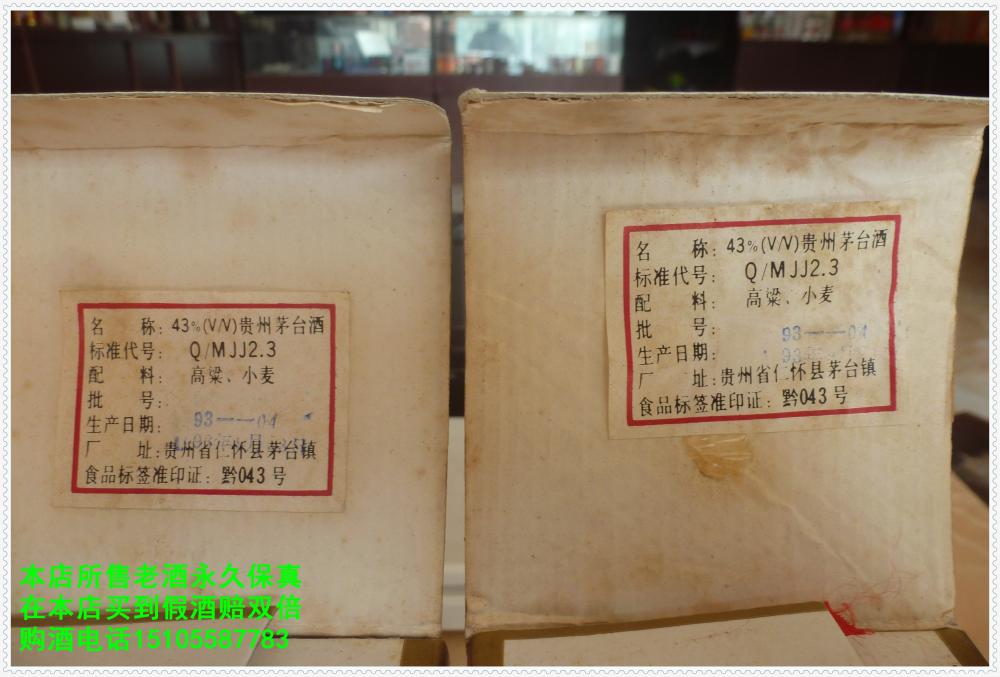 名 称: 43%(V/V)贵州茅台酒
标准代号: Q/MJJ2.3
配 料: 高粱、小麦
批 号:
93——04
生产日期:
厂 址:贵州省仁怀县茅台镇
食品标签准印证: 黔043号
名 称: 43%(V/V)贵州茅台酒
标准代号: Q/MJJ2.3
配 料: 高粱、小麦
批 号: 93——04
生产日期:
厂 址:贵州省仁怀县茅台镇
食品标签准印证: 黔043号
本店所售老酒永久保真
在本店买到假酒赔双倍
购酒电话15105587783